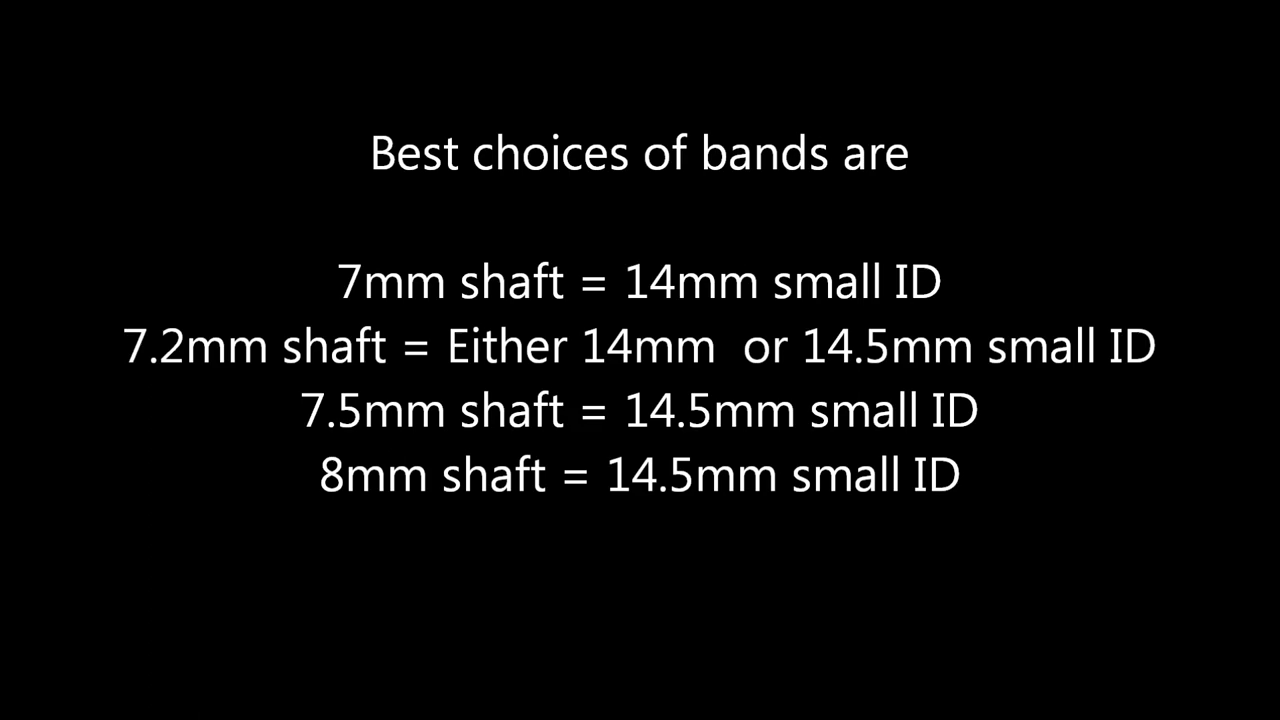 Best choices of bands are
7mm shaft = 14mm small ID
7.2mm shaft = Either 14mm  or 14.5mm small ID
7.5mm shaft = 14.5mm small ID
8mm shaft = 14.5mm small ID